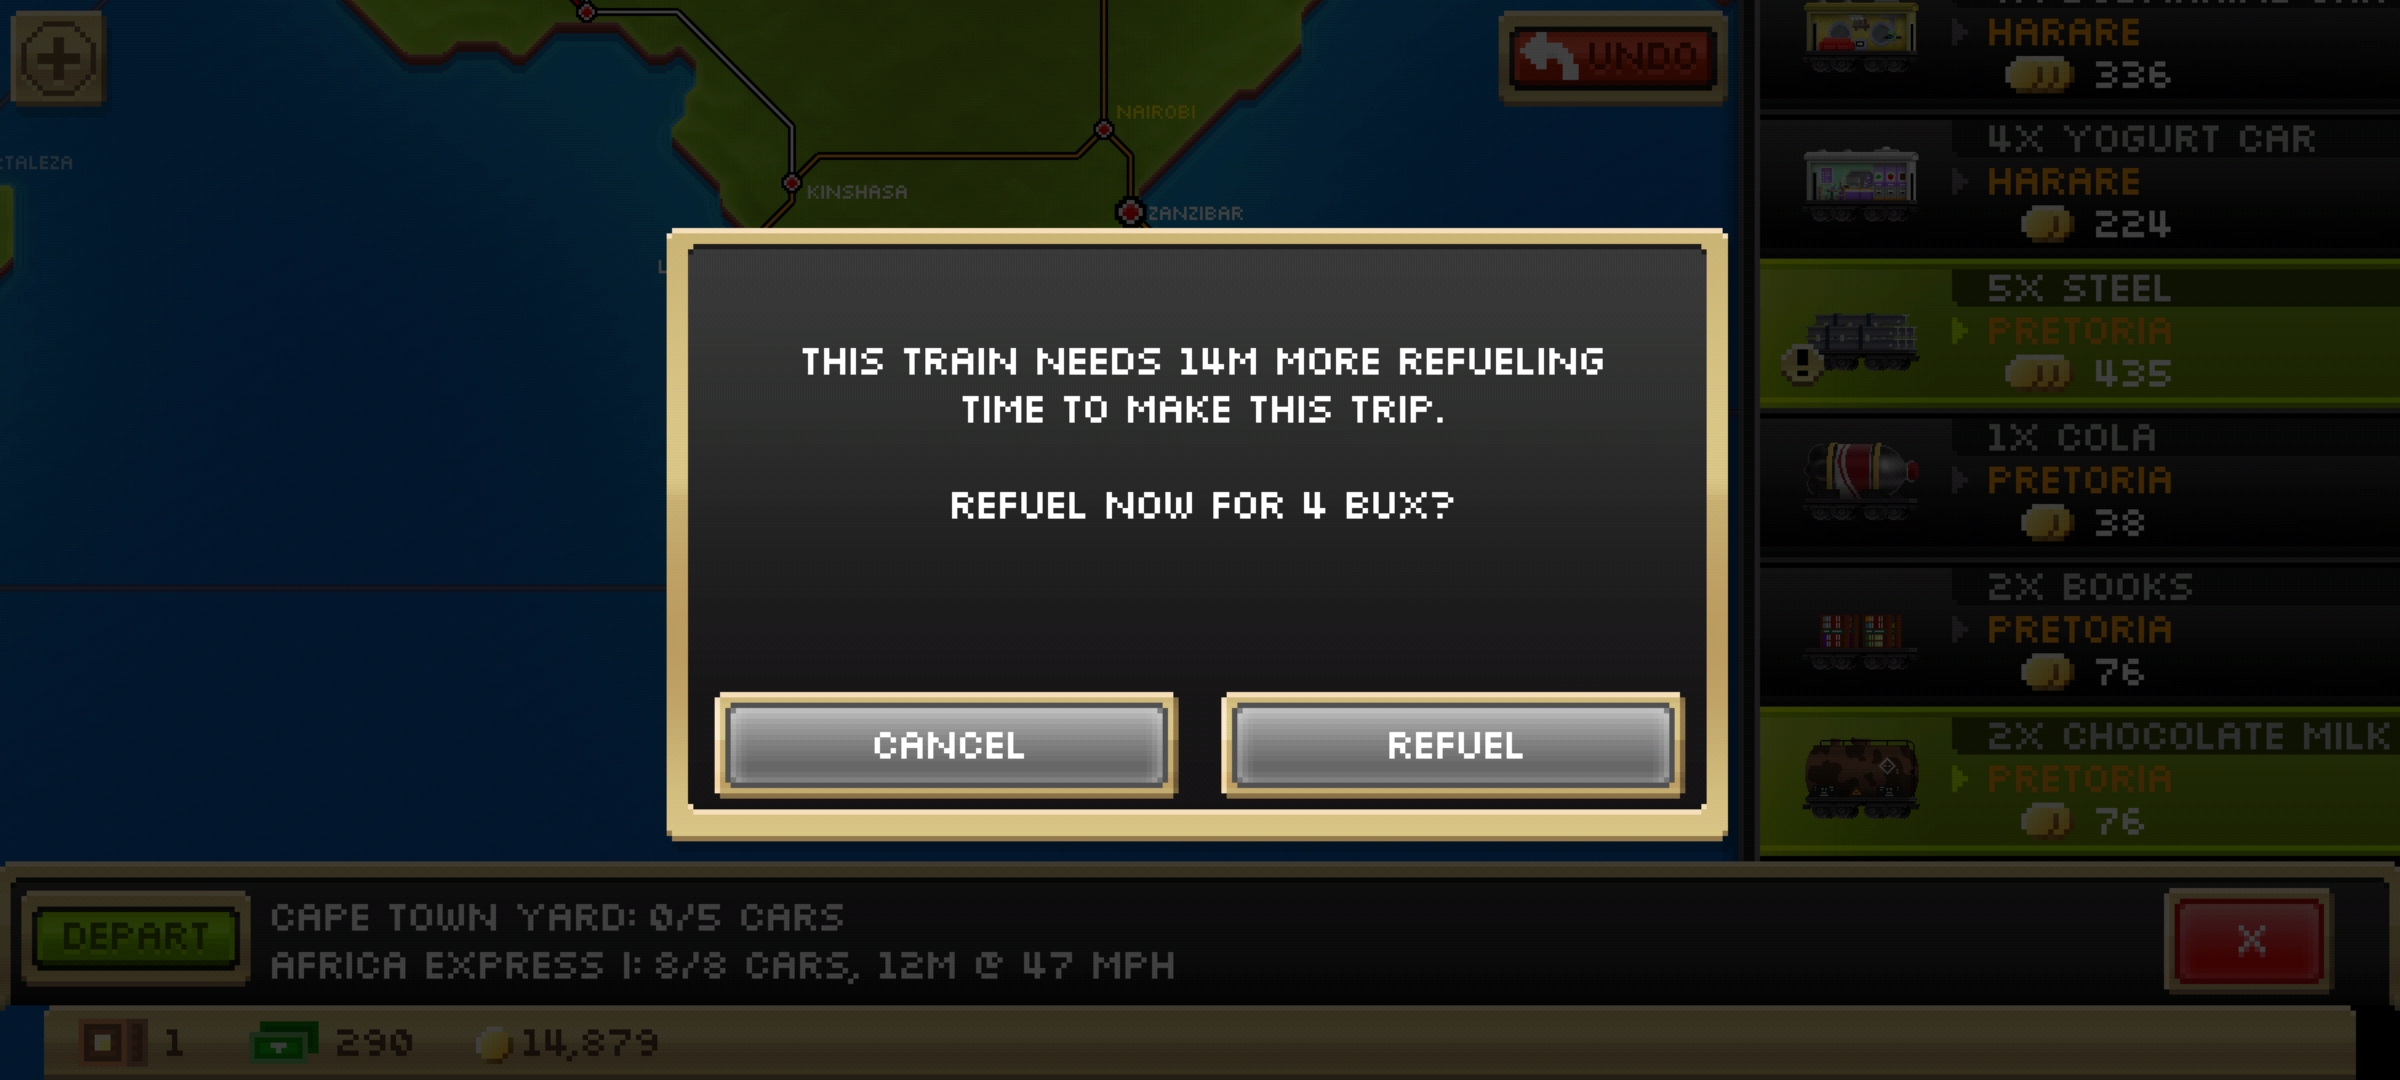 UNDO
HARARE
336
4X YOGURT CAR
HARARE
224
5X STEEL
PRETORIA
435
1X COLA
PRETORIA
38
2X BOOKS
PRETORIA
76
2X CHOCOLATE MILK
PRETORIA
76
NAIROBI
KINSHASA
ZANZIBAR
THIS TRAIN NEEDS 14M MORE REFUELING
TIME TO MAKE THIS TRIP.
REFUEL NOW FOR 4 BUX?
CANCEL
REFUEL
DEPART
CAPE TOWN YARD: 0/5 CARS
AFRICA EXPRESS I: 8/8 CARS, 12M @ 47 MPH
X
1
290
14,879